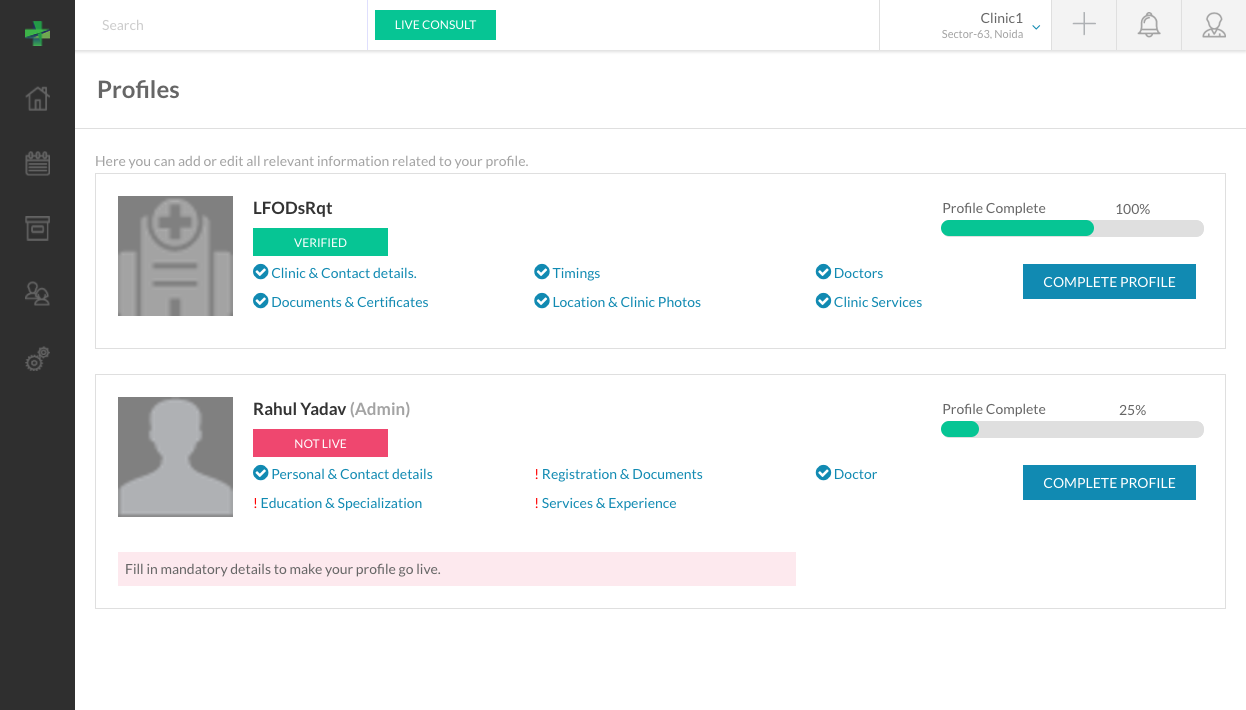 Search
LIVE CONSULT
Clinic1
Sector-63, Noida
Profiles
Here you can add or edit all relevant information related to your profile.
LFODsRqt
Profile Complete 100%
VERIFIED
Clinic & Contact details. Timings Doctors
COMPLETE PROFILE
Documents & Certificates Location & Clinic Photos Clinic Services
Rahul Yadav (Admin)
Profile Complete 25%
NOT LIVE
Personal & Contact details ! Registration & Documents Doctor
COMPLETE PROFILE
! Education & Specialization ! Services & Experience
Fill in mandatory details to make your profile go live.